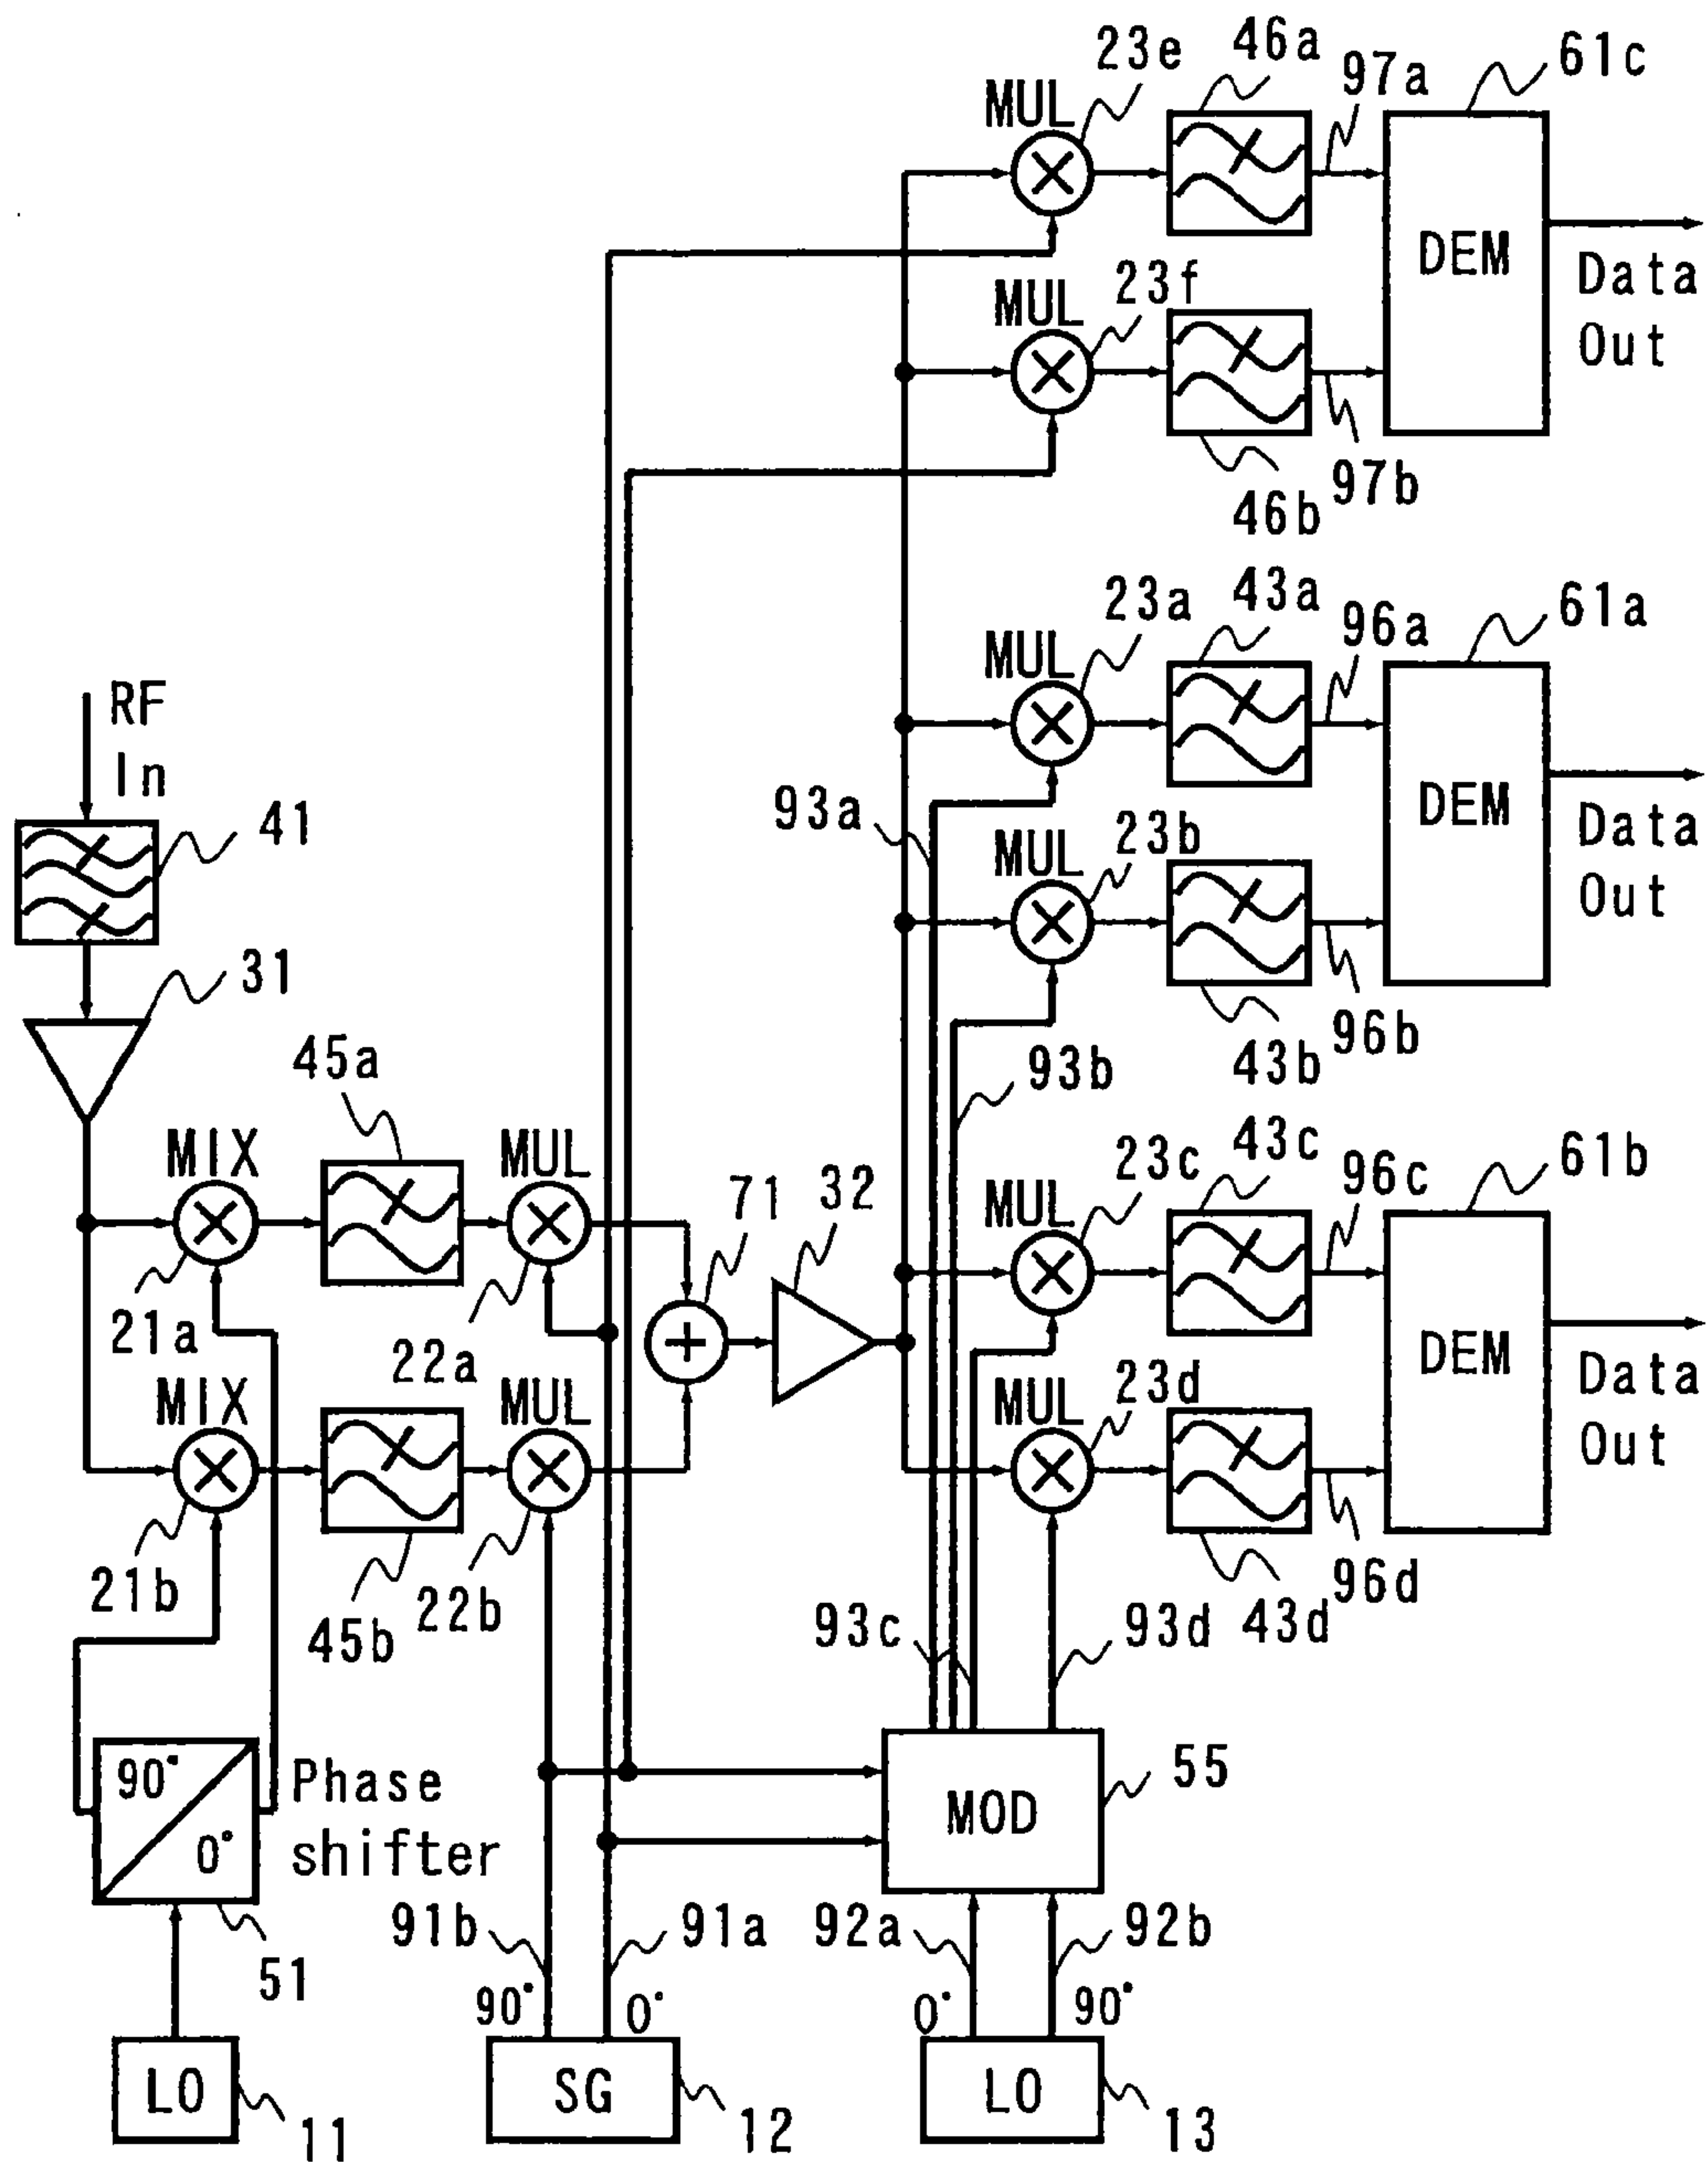 23e
46a
97a
61c
MUL
DEM
Data
Out
23f
MUL
46b
97b
23a
43a
96a
61a
MUL
RF
In
93a
23b
MUL
DEM
Data
Out
41
31
43b
96b
93b
45a
MIX
MUL
71
32
23c
43c
96c
61b
MUL
21a
22a
DEM
Data
Out
MIX
MUL
23d
MUL
21b
45b
22b
93c
93d
43d
96d
90°
0°
Phase
shifter
MOD
55
51
91b
91a
92a
92b
90°
0°
0°
90°
LO
11
SG
12
LO
13